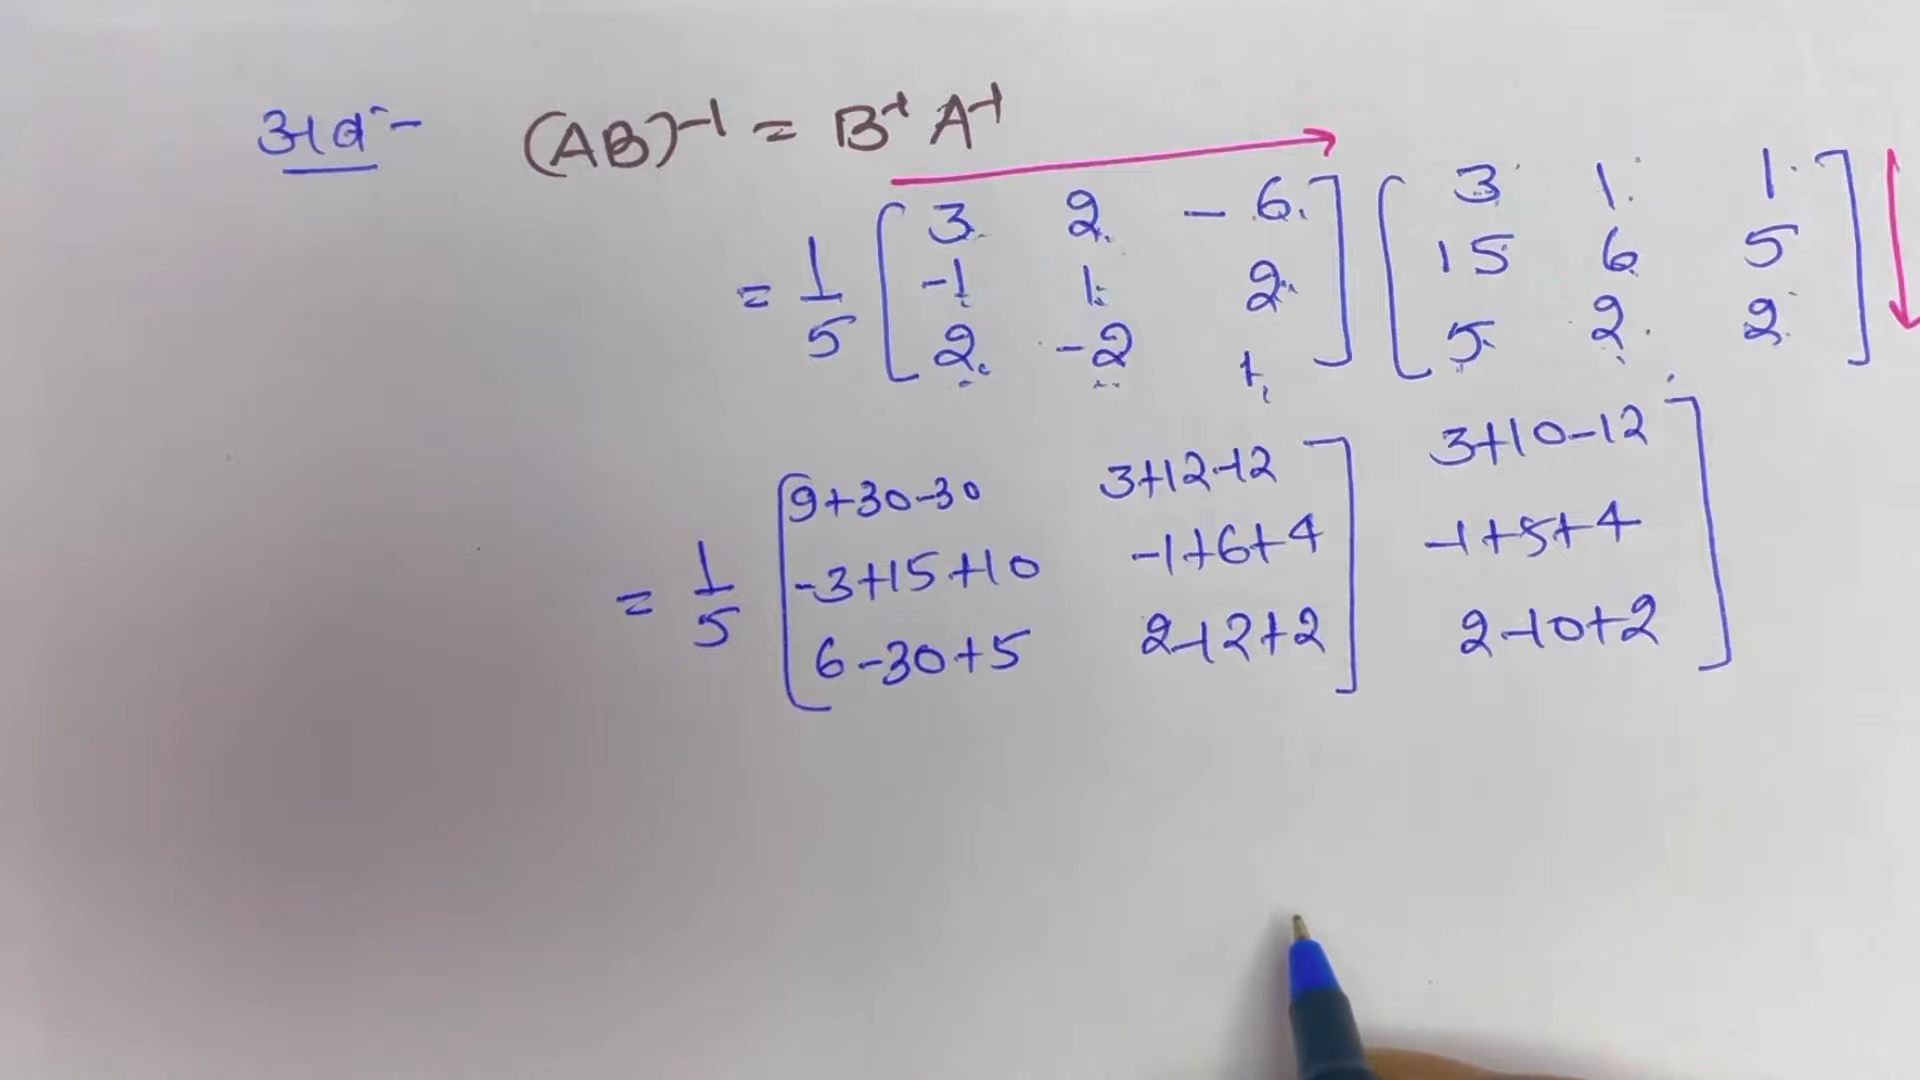 अब - (AB)⁻¹ = B⁻¹ A⁻¹
= 1/5 [ 3 2 -6 ] [ 3 1 1 ]
[ -1 1 2 ] [ 15 6 5 ]
[ 2 -2 1 ] [ 5 2 2 ]
= 1/5 [ 9+30-30 3+12-12 ] 3+10-12 ]
[ -3+15+10 -1+6+4 ] -1+5+4 ]
[ 6-30+5 2-12+2 ] 2-10+2 ]